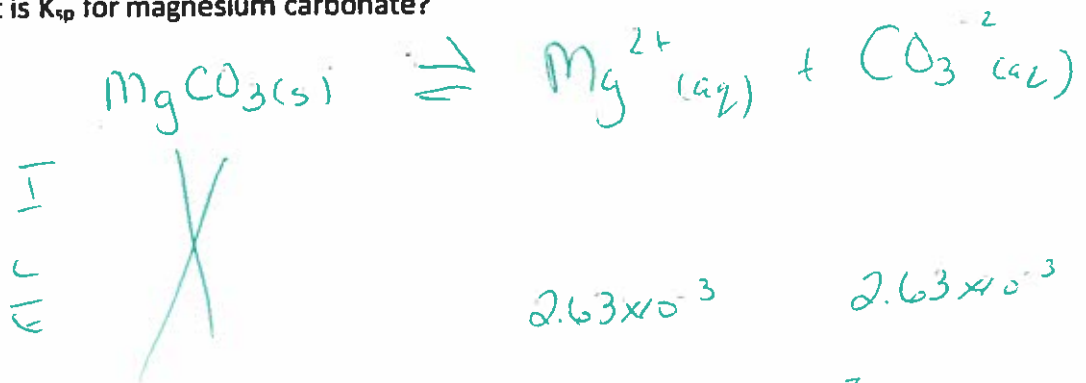 is Ksp for magnesium carbonate?
MgCO3(s) ⇌ Mg2+(aq) + CO3-2(aq)
I
C
E 2.63x10-3 2.63x10-3